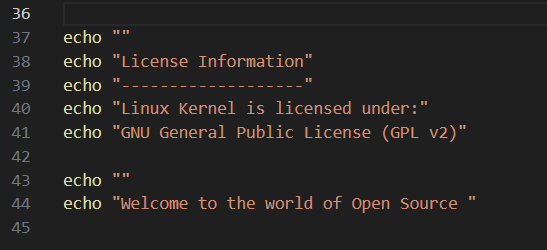 36
37 echo ""
38 echo "License Information"
39 echo "-------------------"
40 echo "Linux Kernel is licensed under:"
41 echo "GNU General Public License (GPL v2)"
42
43 echo ""
44 echo "Welcome to the world of Open Source "
45